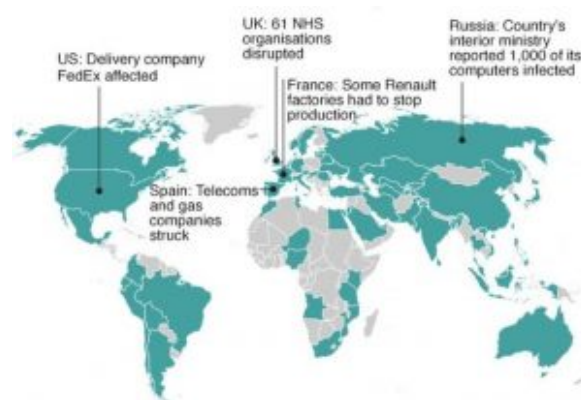 US: Delivery company
FedEx affected
UK: 61 NHS
organisations
disrupted
Russia: Country's
interior ministry
reported 1,000 of its
computers infected
France: Some Renault
factories had to stop
production
Spain: Telecoms
and gas
companies
struck